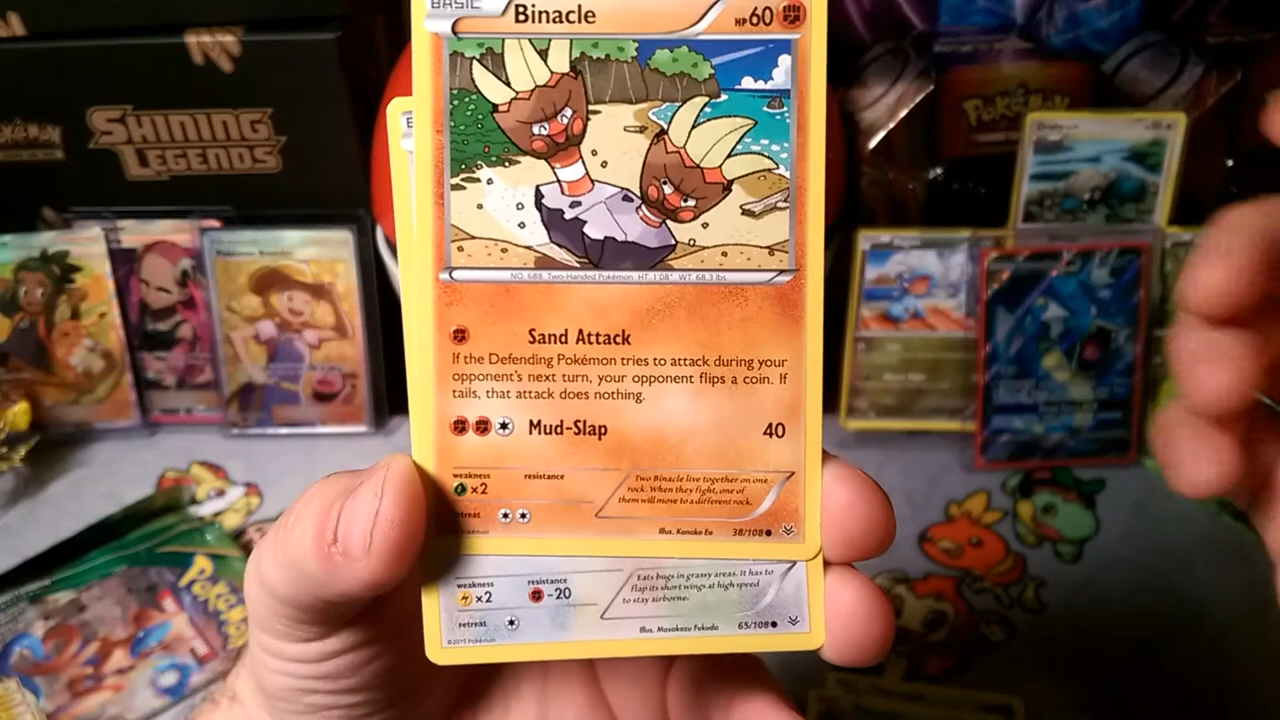 BASIC
Binacle
HP60
NO. 688 Two-Handed Pokémon HT: 1'08" WT: 68.3 lbs.
Sand Attack
If the Defending Pokémon tries to attack during your
opponent's next turn, your opponent flips a coin. If
tails, that attack does nothing.
Mud-Slap
40
weakness
resistance
×2
Two Binacle live together on one
rock. When they fight, one of
them will move to a different rock.
Illus. Kanako Eo
38/108
weakness
resistance
×2
-20
Eats bugs in grassy areas. It has to
flap its short wings at high speed
to stay airborne.
retreat
©2015 Pokémon
Illus. Masakazu Fukuda
65/108
SHINING
LEGENDS
POKéMON
POKéMON